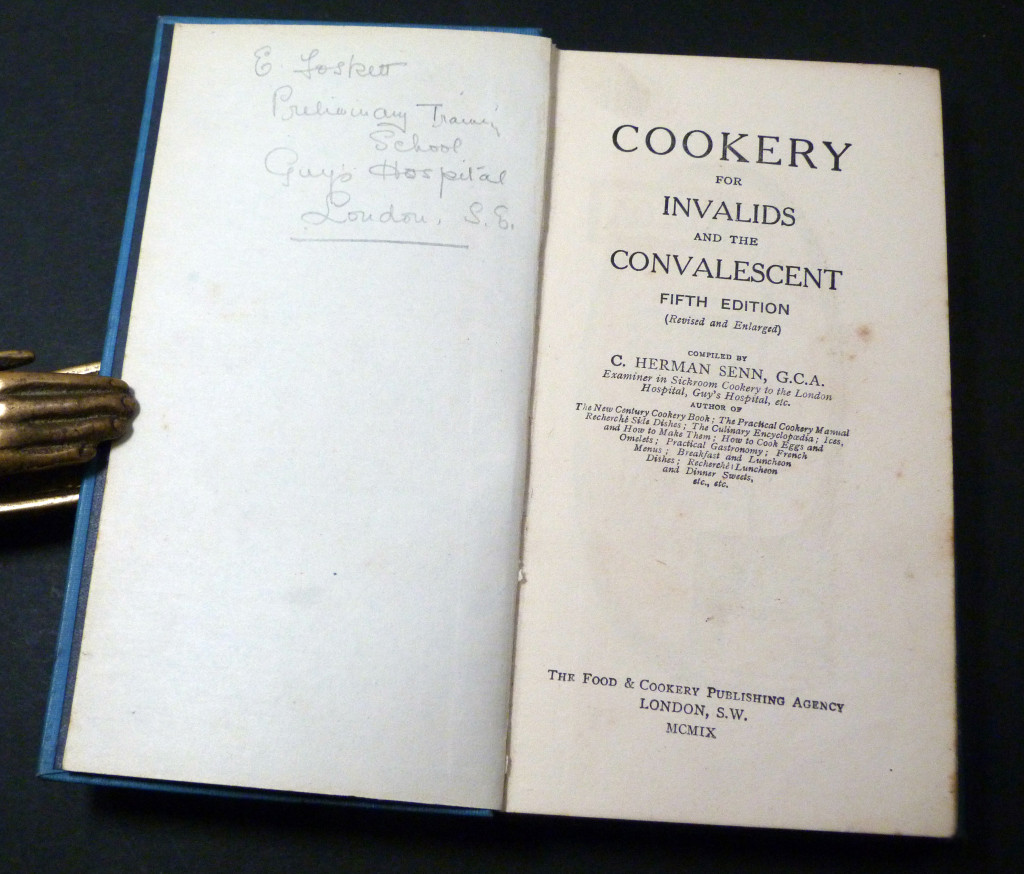 E. Foskett
Preliminary Training
School
Guy's Hospital
London, S.E.
COOKERY
FOR
INVALIDS
AND THE
CONVALESCENT
FIFTH EDITION
(Revised and Enlarged)
COMPILED BY
C. HERMAN SENN, G.C.A.
Examiner in Sickroom Cookery to the London
Hospital, Guy's Hospital, etc.
AUTHOR OF
The New Century Cookery Book; The Practical Cookery Manual
Recherché Side Dishes; The Culinary Encyclopædia; Ices,
and How to Make Them; How to Cook Eggs and
Omelets; Practical Gastronomy; French
Menus; Breakfast and Luncheon
Dishes; Recherché Luncheon
and Dinner Sweets,
etc., etc.
THE FOOD & COOKERY PUBLISHING AGENCY
LONDON, S.W.
MCMIX